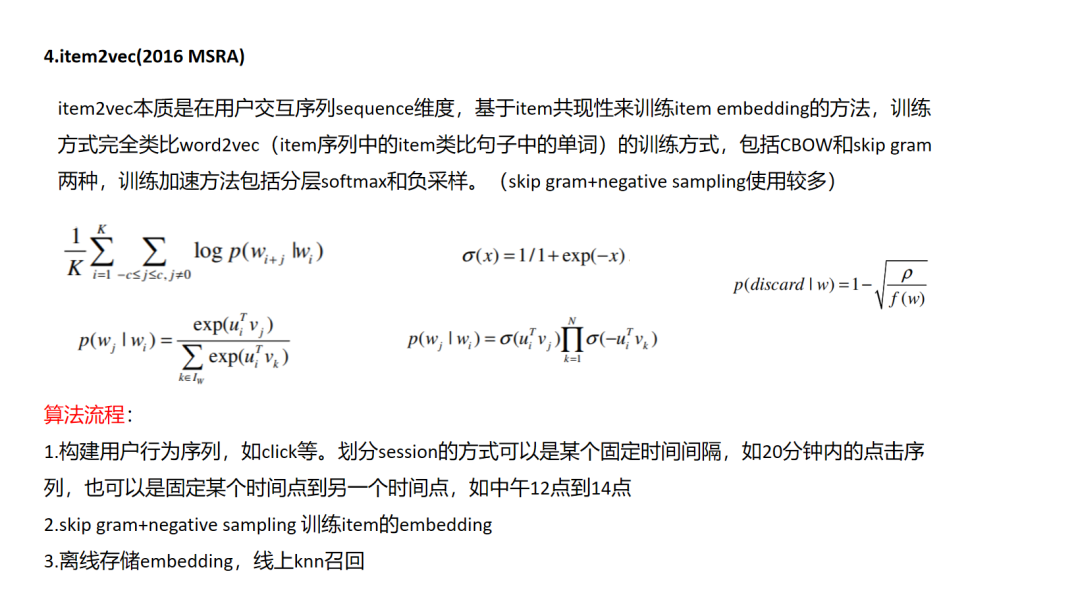 4.item2vec(2016 MSRA)
item2vec本质是在用户交互序列sequence维度，基于item共现性来训练item embedding的方法，训练
方式完全类比word2vec（item序列中的item类比句子中的单词）的训练方式，包括CBOW和skip gram
两种，训练加速方法包括分层softmax和负采样。（skip gram+negative sampling使用较多）
\frac{1}{K}\sum_{i=1}^{K}\sum_{-c≤j≤c,j≠0} log p(w_{i+j} | w_i)
σ(x)=1/1+exp(−x)
p(discard | w)=1−\sqrt{\frac{ρ}{f(w)}}
p(w_j | w_i)=\frac{exp(u_i^T v_j)}{\sum_{k∈I_W} exp(u_i^T v_k)}
p(w_j | w_i)=σ(u_i^T v_j)\prod_{k=1}^{N}σ(−u_i^T v_k)
算法流程：
1.构建用户行为序列，如click等。划分session的方式可以是某个固定时间间隔，如20分钟内的点击序
列，也可以是固定某个时间点到另一个时间点，如中午12点到14点
2.skip gram+negative sampling 训练item的embedding
3.离线存储embedding，线上knn召回